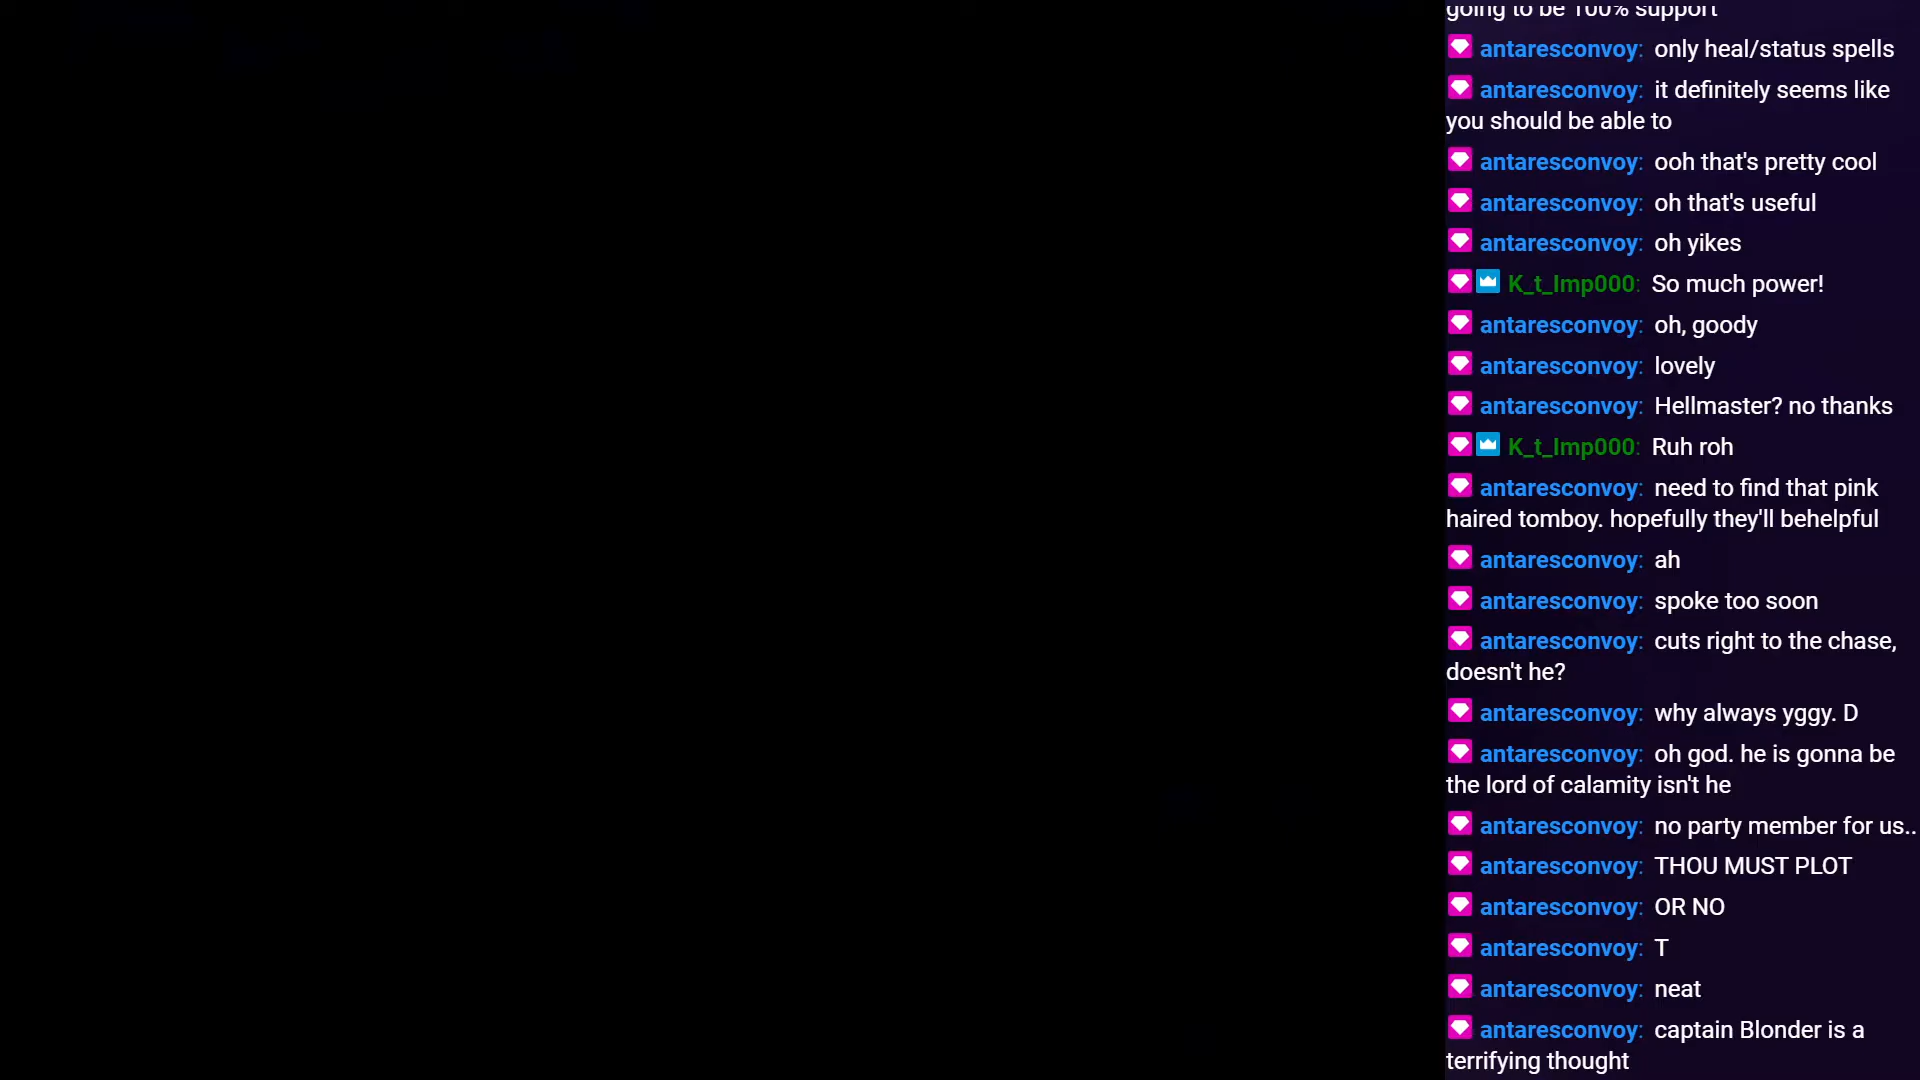 going to be 100% support
antaresconvoy: only heal/status spells
antaresconvoy: it definitely seems like
you should be able to
antaresconvoy: ooh that's pretty cool
antaresconvoy: oh that's useful
antaresconvoy: oh yikes
K_t_Imp000: So much power!
antaresconvoy: oh, goody
antaresconvoy: lovely
antaresconvoy: Hellmaster? no thanks
K_t_Imp000: Ruh roh
antaresconvoy: need to find that pink
haired tomboy. hopefully they'll behelpful
antaresconvoy: ah
antaresconvoy: spoke too soon
antaresconvoy: cuts right to the chase,
doesn't he?
antaresconvoy: why always yggy. D
antaresconvoy: oh god. he is gonna be
the lord of calamity isn't he
antaresconvoy: no party member for us..
antaresconvoy: THOU MUST PLOT
antaresconvoy: OR NO
antaresconvoy: T
antaresconvoy: neat
antaresconvoy: captain Blonder is a
terrifying thought